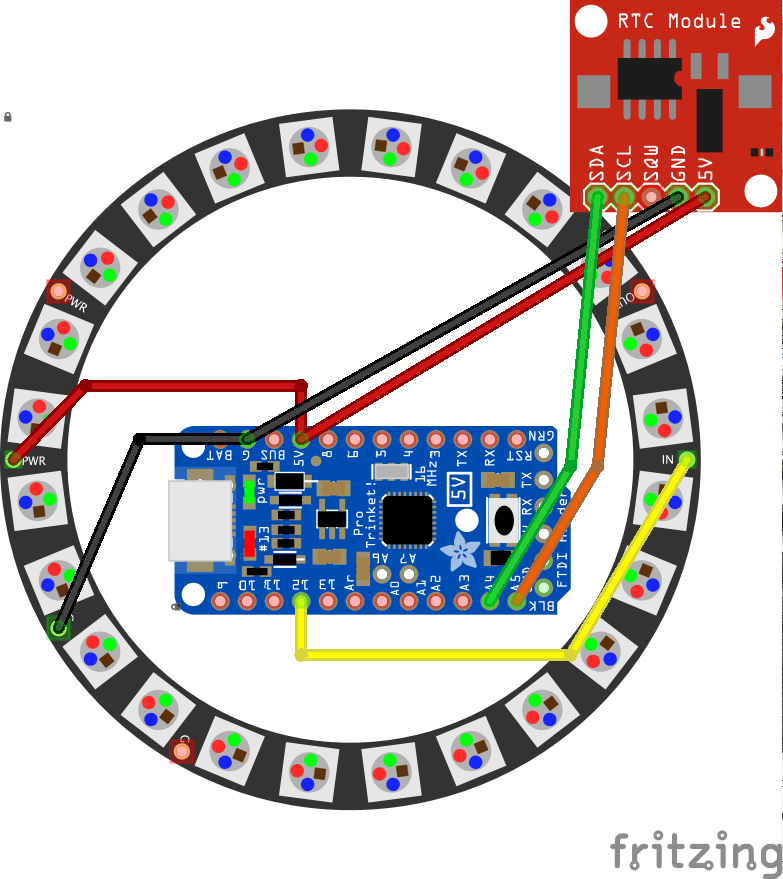 RTC Module
SDA
SCL
SQW
GND
5V
PWR
OUT
PWR
IN
BAT
G
BUS
5V
8
6
5
4
3
TX
RX
GRN
RST
TX
RX
FTDI
BLK
pwr
#13
Pro
Trinket!
16
MHz
5V
A6
A7
9
10
11
12
13
Ar
A0
A1
A2
A3
A4
A5
G
fritzing